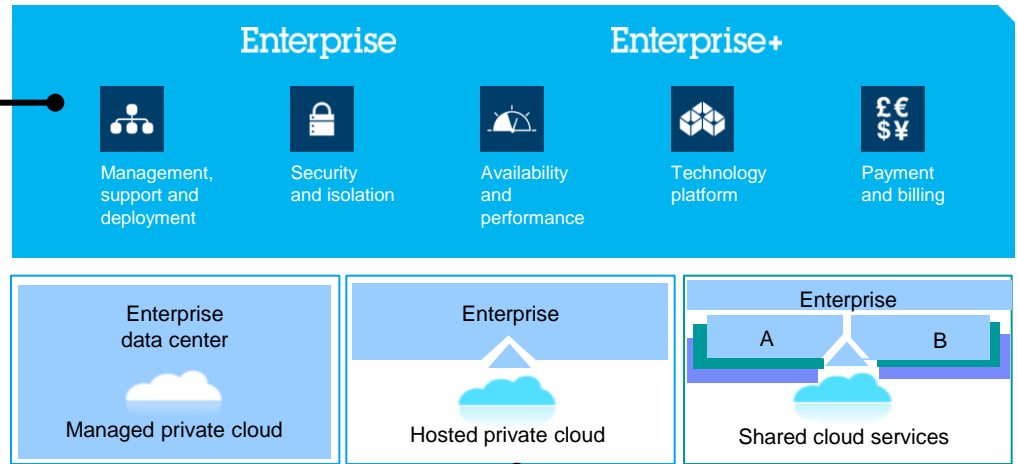 Enterprise
Enterprise+
£€
$¥
Management,
support and
deployment
Security
and isolation
Availability
and
performance
Technology
platform
Payment
and billing
Enterprise
data center
Managed private cloud
Enterprise
Hosted private cloud
Enterprise
A
B
Shared cloud services